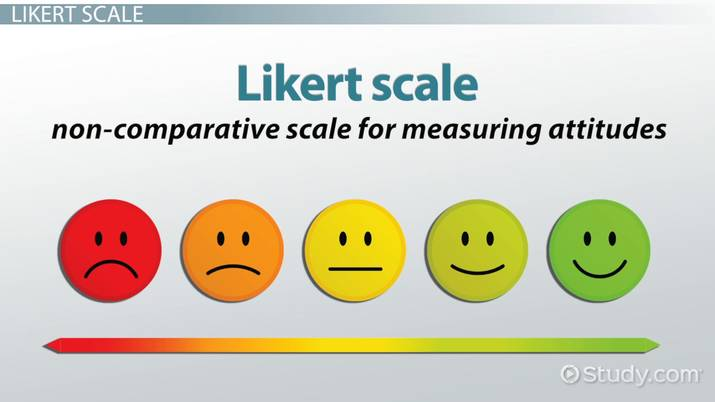 LIKERT SCALE
Likert scale
non-comparative scale for measuring attitudes
Study.com